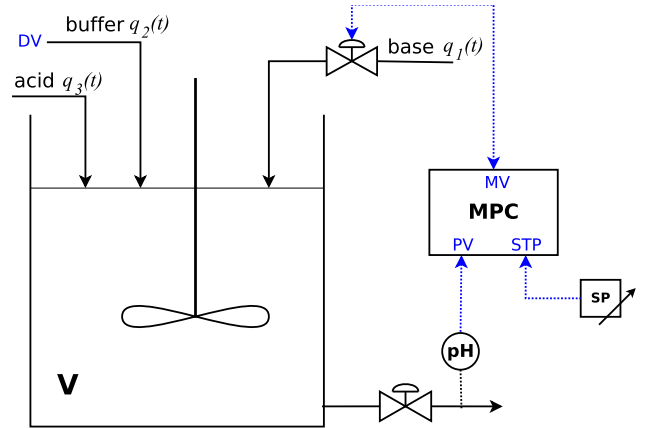 buffer q2(t)
DV
base q1(t)
acid q3(t)
MV
MPC
PV STP
SP
pH
V